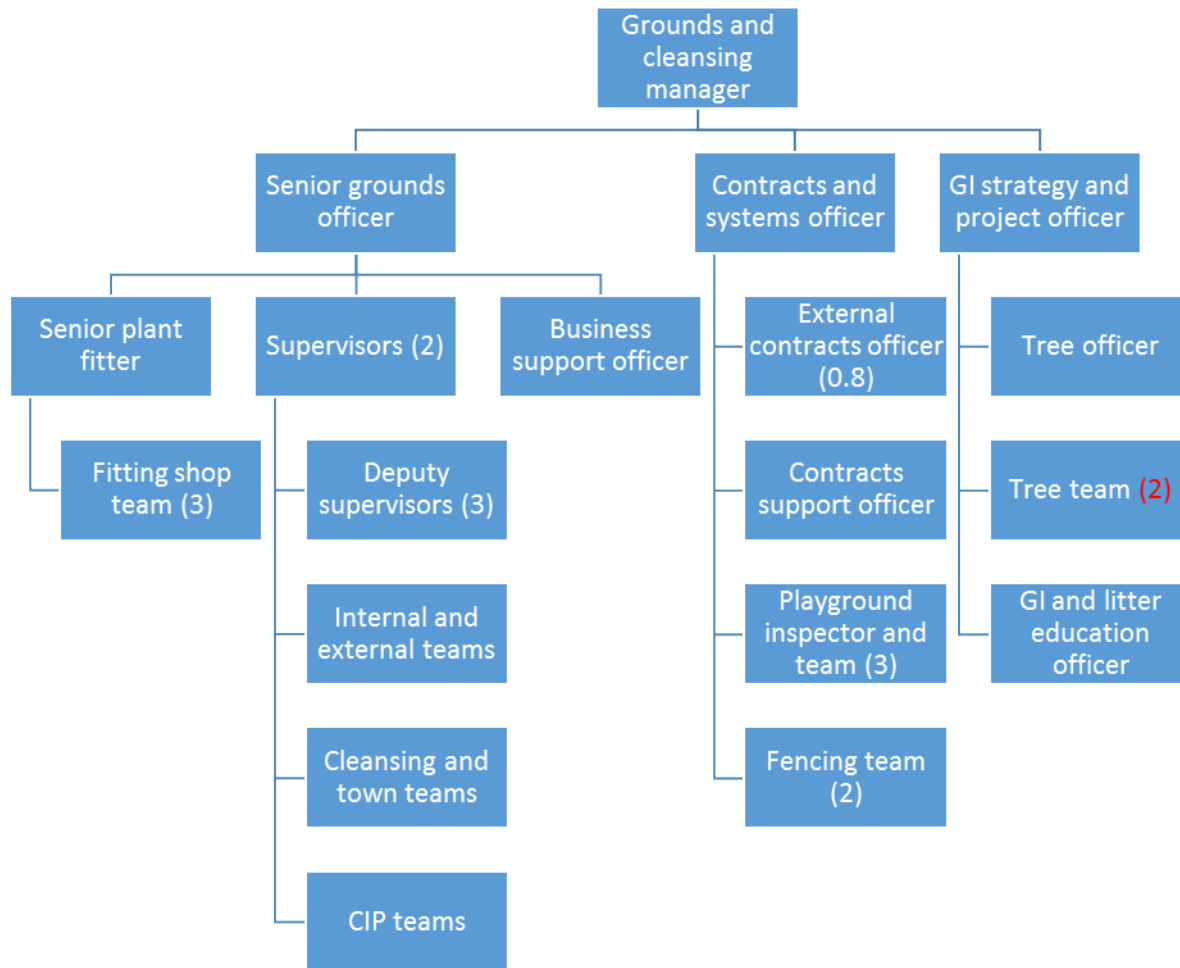 Grounds and
cleansing
manager
Senior grounds
officer
Contracts and
systems officer
GI strategy and
project officer
Senior plant
fitter
Supervisors (2)
Business
support officer
External
contracts officer
(0.8)
Tree officer
Fitting shop
team (3)
Deputy
supervisors (3)
Contracts
support officer
Tree team (2)
Internal and
external teams
Playground
inspector and
team (3)
GI and litter
education
officer
Cleansing and
town teams
Fencing team
(2)
CIP teams